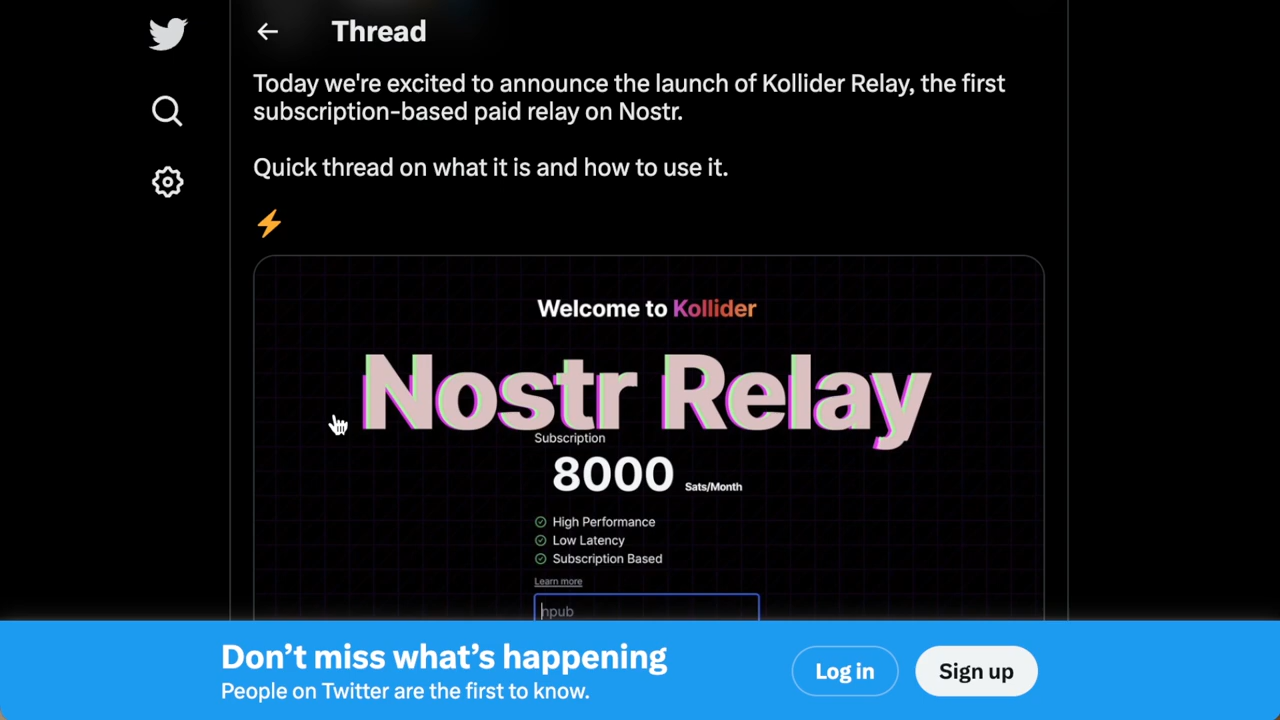 Thread
Today we're excited to announce the launch of Kollider Relay, the first
subscription-based paid relay on Nostr.
Quick thread on what it is and how to use it.
⚡
Welcome to Kollider
Nostr Relay
Subscription
8000 Sats/Month
High Performance
Low Latency
Subscription Based
Learn more
npub
Don’t miss what’s happening
People on Twitter are the first to know.
Log in
Sign up